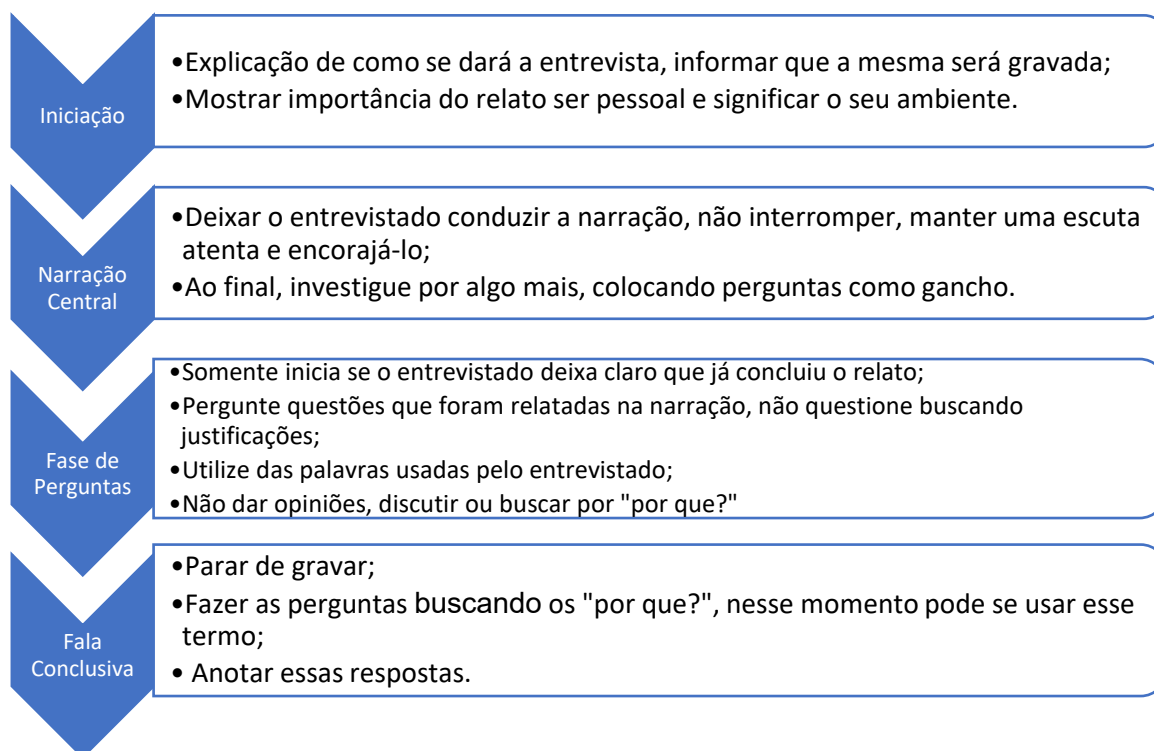 Iniciação
•Explicação de como se dará a entrevista, informar que a mesma será gravada;
•Mostrar importância do relato ser pessoal e significar o seu ambiente.
Narração
Central
•Deixar o entrevistado conduzir a narração, não interromper, manter uma escuta
atenta e encorajá-lo;
•Ao final, investigue por algo mais, colocando perguntas como gancho.
Fase de
Perguntas
•Somente inicia se o entrevistado deixa claro que já concluiu o relato;
•Pergunte questões que foram relatadas na narração, não questione buscando
justificações;
•Utilize das palavras usadas pelo entrevistado;
•Não dar opiniões, discutir ou buscar por "por que?"
Fala
Conclusiva
•Parar de gravar;
•Fazer as perguntas buscando os "por que?", nesse momento pode se usar esse
termo;
• Anotar essas respostas.